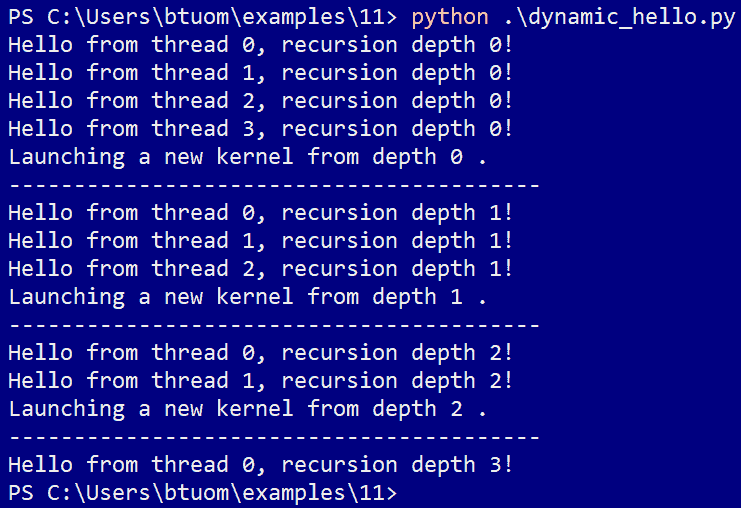 PS C:\Users\btuom\examples\11> python .\dynamic_hello.py
Hello from thread 0, recursion depth 0!
Hello from thread 1, recursion depth 0!
Hello from thread 2, recursion depth 0!
Hello from thread 3, recursion depth 0!
Launching a new kernel from depth 0 .
-----------------------------------------
Hello from thread 0, recursion depth 1!
Hello from thread 1, recursion depth 1!
Hello from thread 2, recursion depth 1!
Launching a new kernel from depth 1 .
-----------------------------------------
Hello from thread 0, recursion depth 2!
Hello from thread 1, recursion depth 2!
Launching a new kernel from depth 2 .
-----------------------------------------
Hello from thread 0, recursion depth 3!
PS C:\Users\btuom\examples\11>